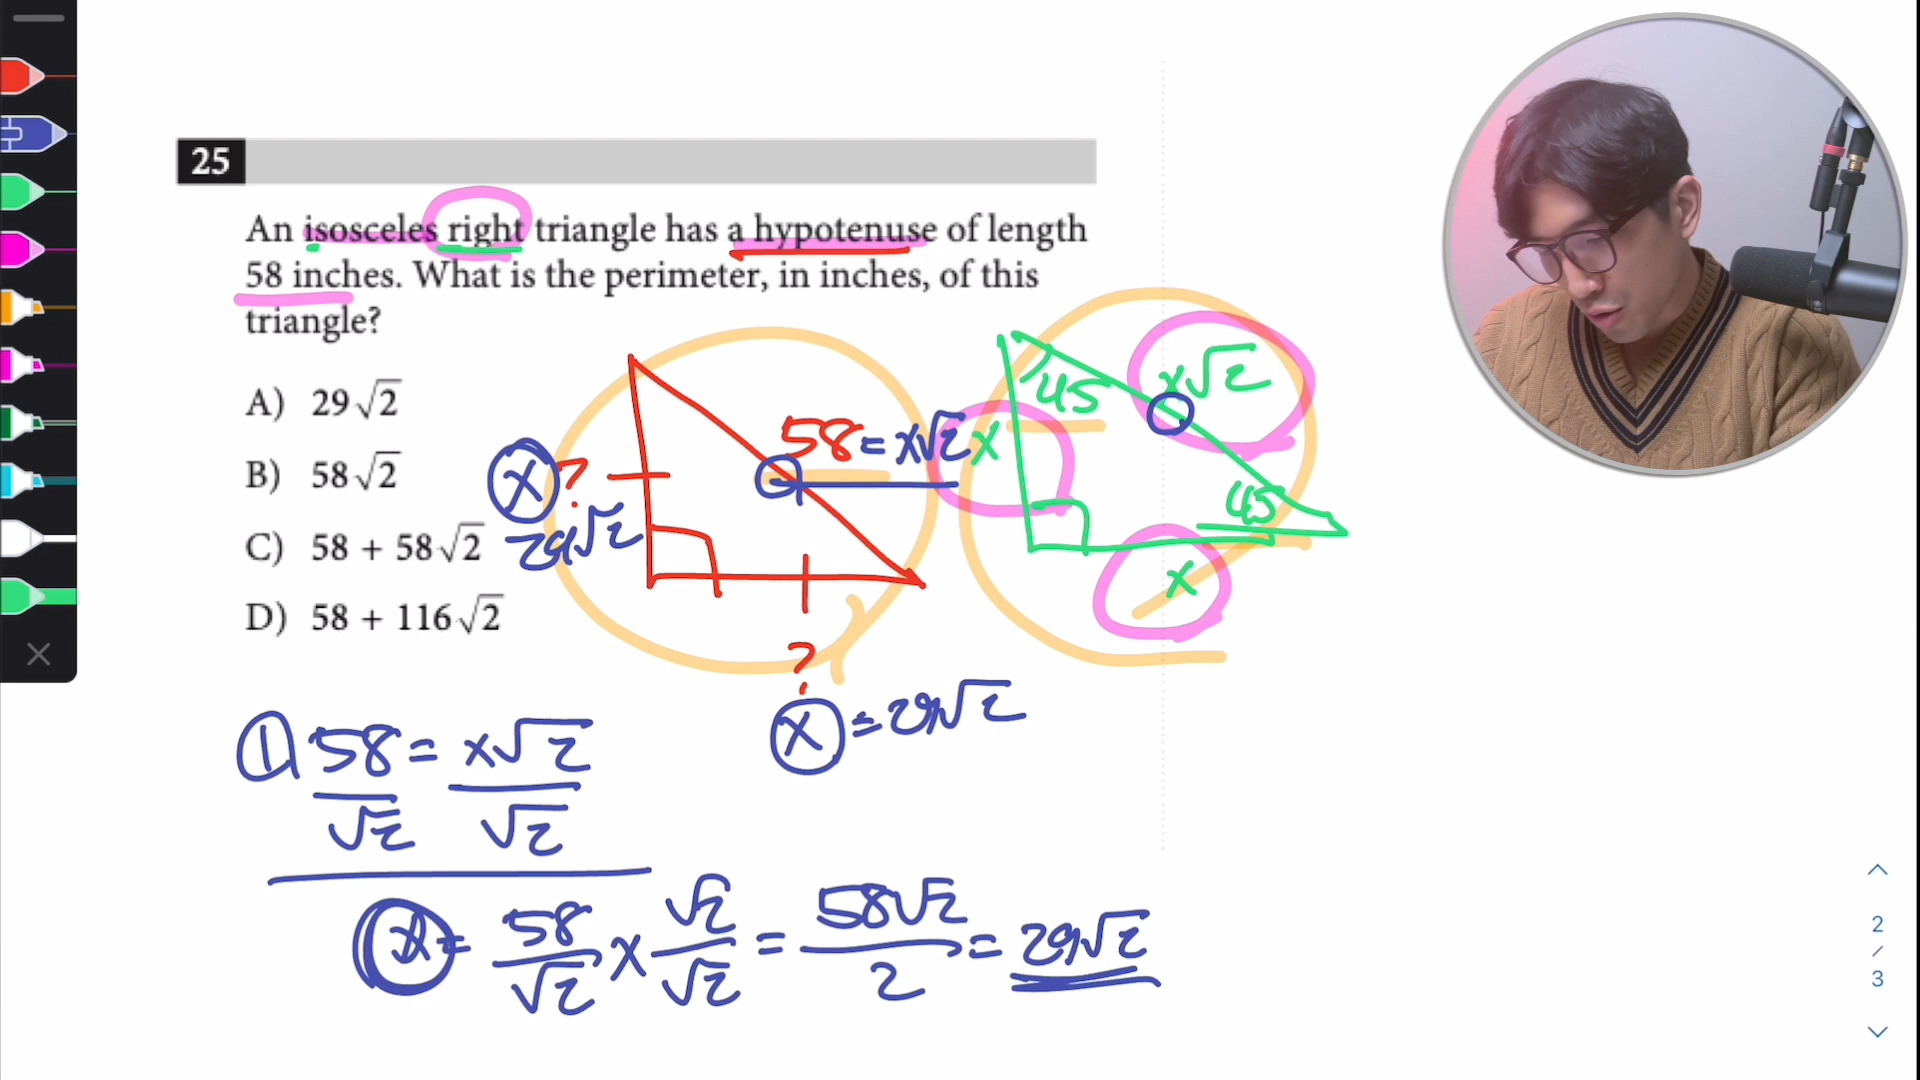 25
An isosceles right triangle has a hypotenuse of length
58 inches. What is the perimeter, in inches, of this
triangle?
A) 29√2
B) 58√2
C) 58 + 58√2
D) 58 + 116√2
x ?
29√2
58 = x√2
?
x = 29√2
45
x√2
x
45
x
① 58 = x√2
√2 √2
x = 58/√2 x √2/√2 = 58√2/2 = 29√2
2
/
3